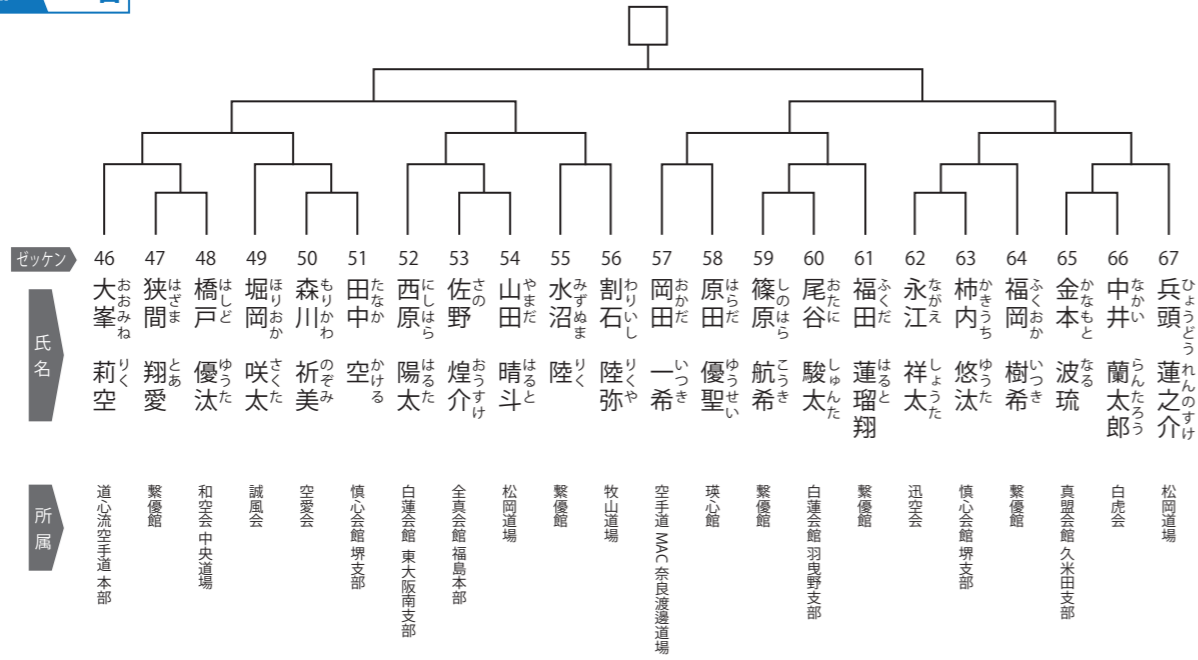 ゼッケン
46 47 48 49 50 51 52 53 54 55 56 57 58 59 60 61 62 63 64 65 66 67
氏名
大峯 莉空 おおみね りく
狭間 翔愛 はざま とあ
橋戸 優汰 はしど ゆうた
堀岡 咲太 ほりおか さくた
森川 祈美 もりかわ のぞみ
田中 空 たなか かける
西原 陽太 にしはら はるた
佐野 煌介 さの おうすけ
山田 晴斗 やまだ はると
水沼 陸 みずぬま りく
割石 陸弥 わりいし りくや
岡田 一希 おかだ いつき
原田 優聖 はらだ ゆうせい
篠原 航希 しのはら こうき
尾谷 駿太 おたに しゅんた
福田 蓮瑠翔 ふくだ はると
永江 祥太 ながえ しょうた
柿内 悠汰 かきうち ゆうた
福岡 樹希 ふくおか いつき
金本 波琉 かなもと なる
中井 蘭太郎 なかい らんたろう
兵頭 蓮之介 ひょうどう れんのすけ
所属
道心流空手道 本部
繋優館
和空会 中央道場
誠風会
空愛会
慎心会館 堺支部
白蓮会館 東大阪南支部
全真会館 福島本部
松岡道場
繋優館
牧山道場
空手道 MAC 奈良渡邊道場
瑛心館
繋優館
白蓮会館 羽曳野支部
繋優館
迅空会
慎心会館 堺支部
繋優館
真盟会館 久米田支部
白虎会
松岡道場